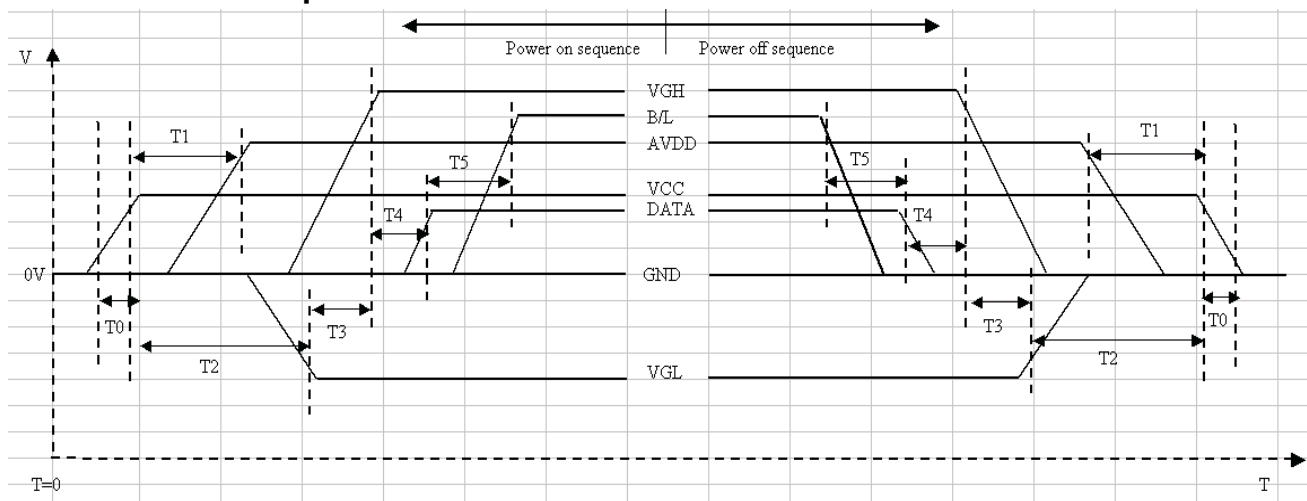 Power on sequence Power off sequence
V
VGH
B/L
T1 AVDD T1
T5 T5
VCC
T4 DATA T4
0V GND
T0 T3 T3 T0
T2 VGL T2
T=0 T